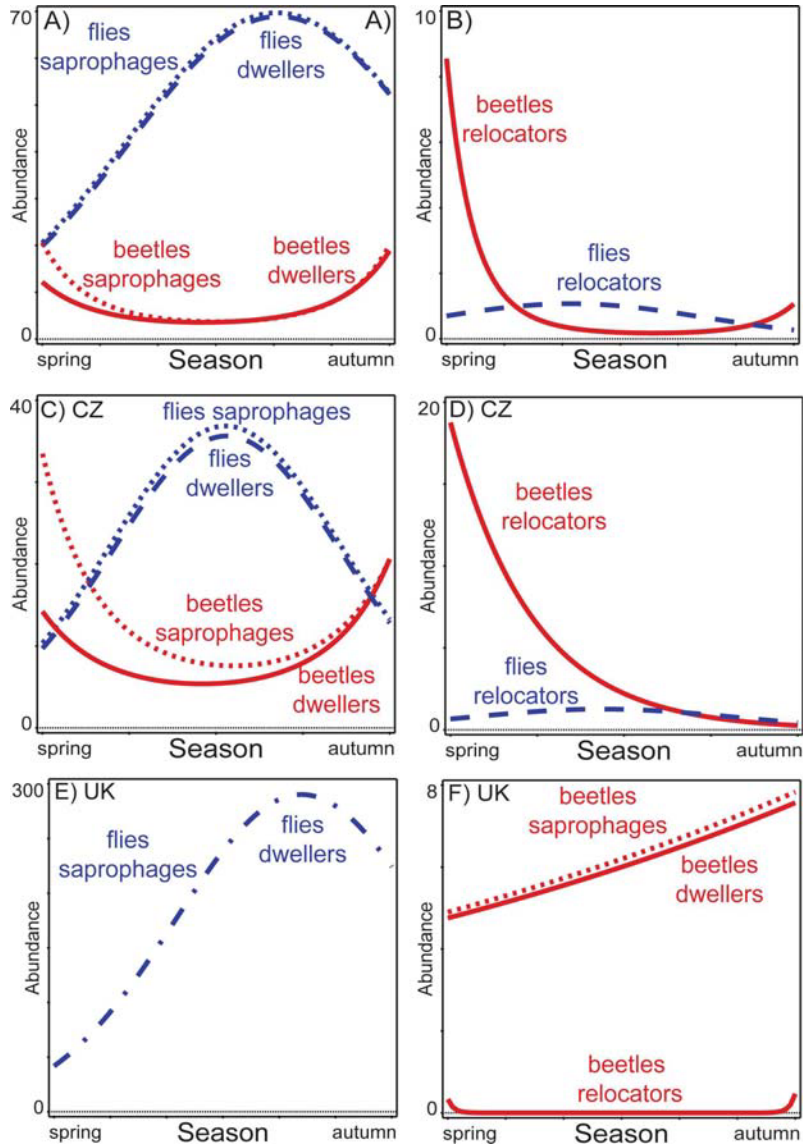 70
A)
A)
flies
saprophages
flies
dwellers
Abundance
beetles
saprophages
beetles
dwellers
0
spring
Season
autumn
10
B)
beetles
relocators
Abundance
flies
relocators
0
spring
Season
autumn
40
C) CZ
flies saprophages
flies
dwellers
Abundance
beetles
saprophages
beetles
dwellers
0
spring
Season
autumn
20
D) CZ
beetles
relocators
Abundance
flies
relocators
0
spring
Season
autumn
300
E) UK
flies
saprophages
flies
dwellers
Abundance
0
spring
Season
autumn
8
F) UK
beetles
saprophages
beetles
dwellers
Abundance
beetles
relocators
0
spring
Season
autumn